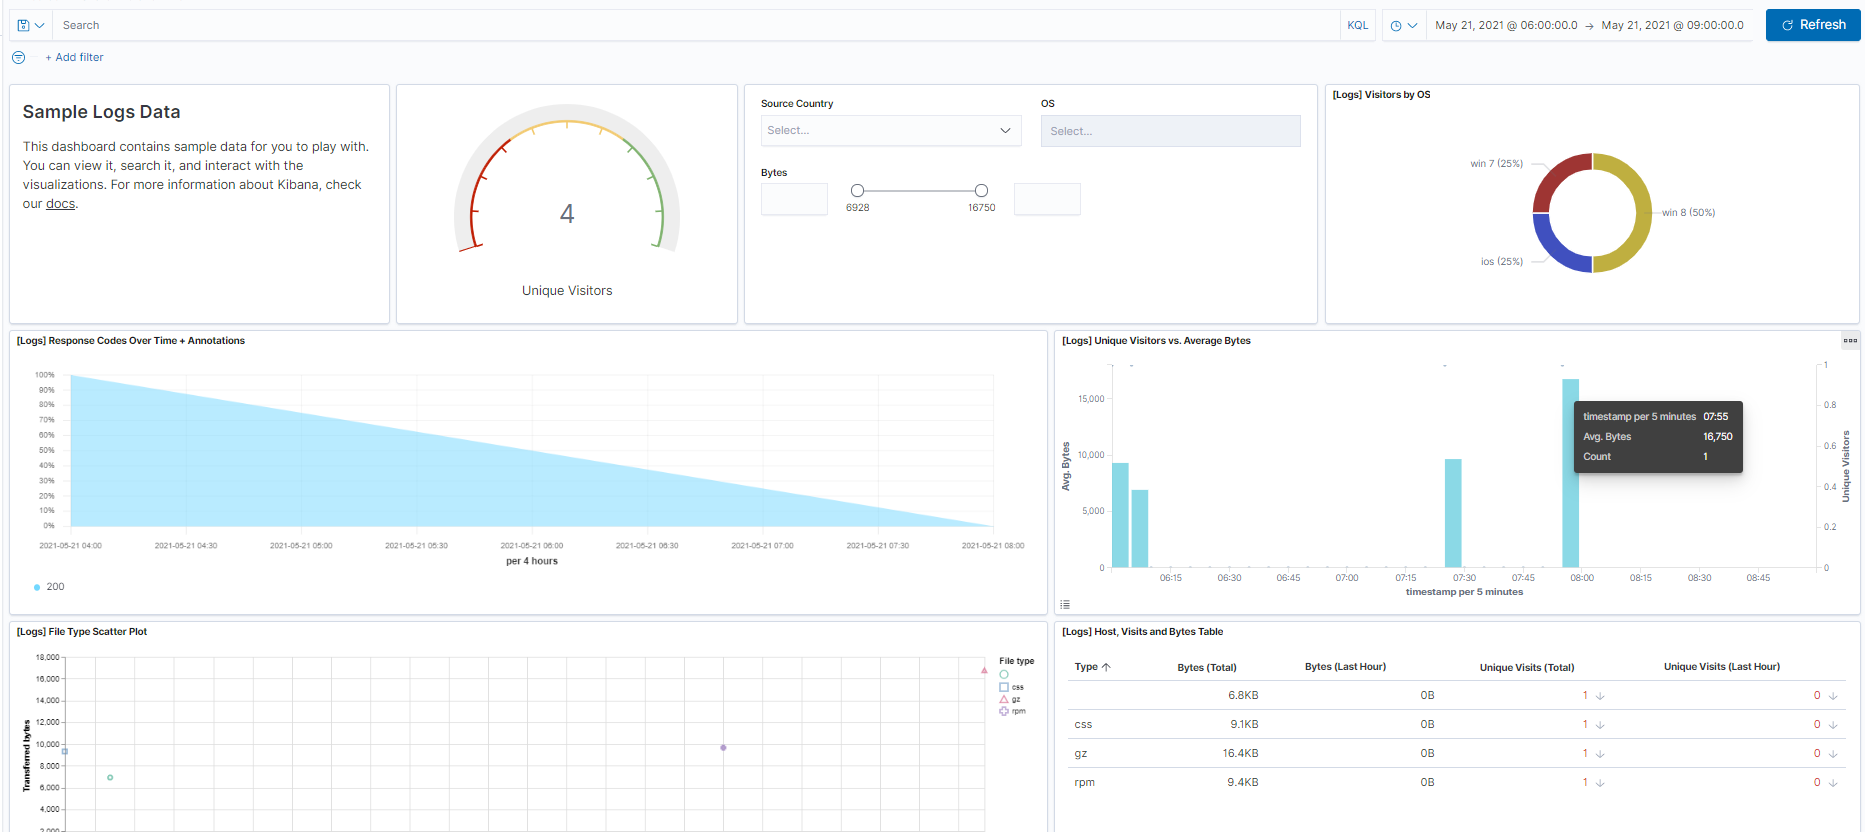 Search
KQL
May 21, 2021 @ 06:00:00.0 → May 21, 2021 @ 09:00:00.0
Refresh
+ Add filter
Sample Logs Data
This dashboard contains sample data for you to play with.
You can view it, search it, and interact with the
visualizations. For more information about Kibana, check
our docs.
4
Unique Visitors
Source Country
OS
Select...
Select...
Bytes
6928
16750
[Logs] Visitors by OS
win 7 (25%)
win 8 (50%)
ios (25%)
[Logs] Response Codes Over Time + Annotations
100%
90%
80%
70%
60%
50%
40%
30%
20%
10%
0%
2021-05-21 04:00
2021-05-21 04:30
2021-05-21 05:00
2021-05-21 05:30
2021-05-21 06:00
2021-05-21 06:30
2021-05-21 07:00
2021-05-21 07:30
2021-05-21 08:00
per 4 hours
200
[Logs] Unique Visitors vs. Average Bytes
15,000
10,000
5,000
0
Avg. Bytes
1
0.8
0.6
0.4
0.2
0
Unique Visitors
timestamp per 5 minutes 07:55
Avg. Bytes 16,750
Count 1
06:15
06:30
06:45
07:00
07:15
07:30
07:45
08:00
08:15
08:30
08:45
timestamp per 5 minutes
[Logs] File Type Scatter Plot
18,000
16,000
14,000
12,000
10,000
8,000
6,000
4,000
2,000
Transferred bytes
File type
css
gz
rpm
[Logs] Host, Visits and Bytes Table
Type ↑ Bytes (Total) Bytes (Last Hour) Unique Visits (Total) Unique Visits (Last Hour)
6.8KB 0B 1 ↓ 0 ↓
css 9.1KB 0B 1 ↓ 0 ↓
gz 16.4KB 0B 1 ↓ 0 ↓
rpm 9.4KB 0B 1 ↓ 0 ↓